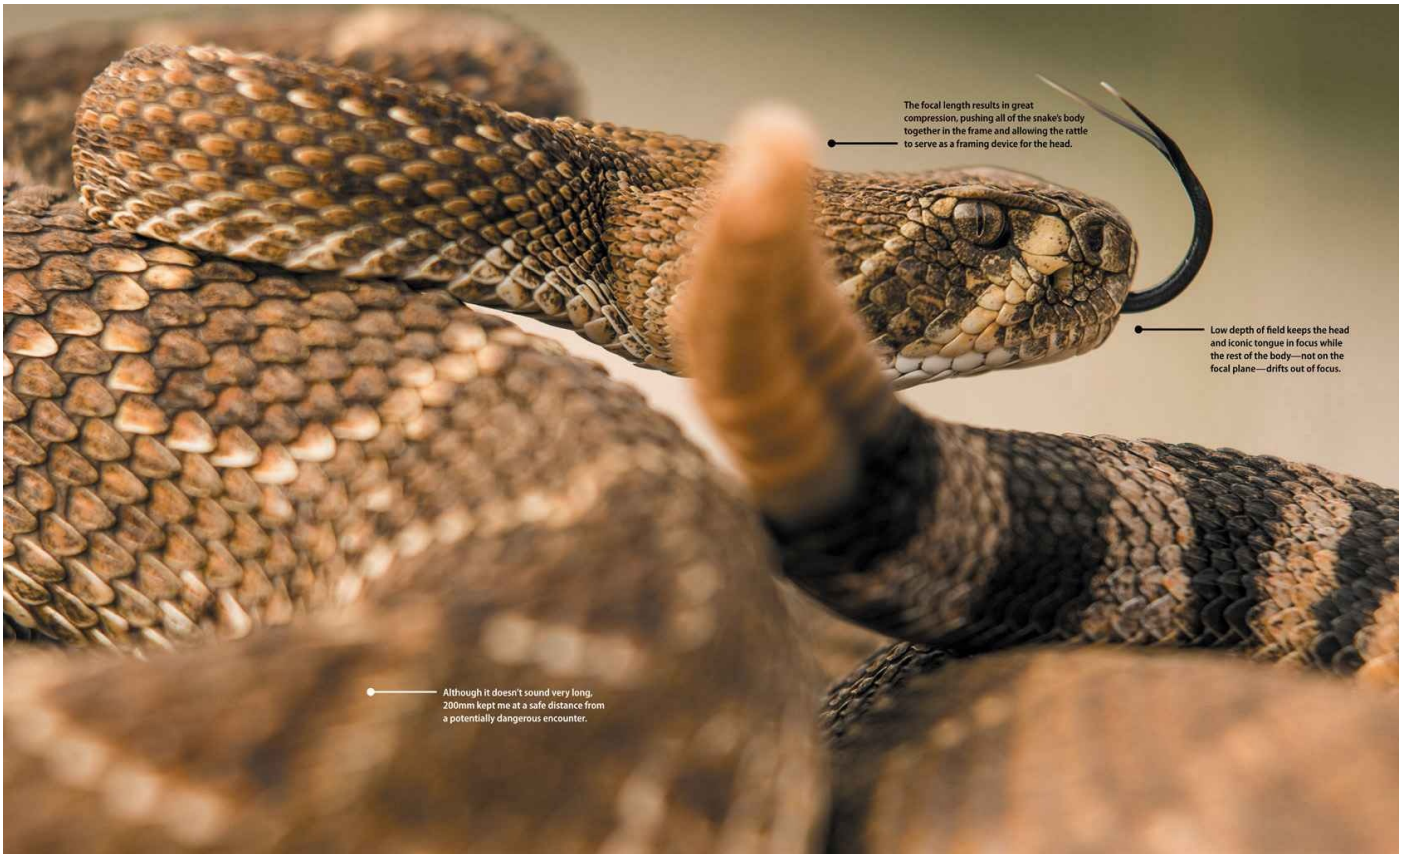 The focal length results in great
compression, pushing all of the snake's body
together in the frame and allowing the rattle
to serve as a framing device for the head.
Low depth of field keeps the head
and iconic tongue in focus while
the rest of the body—not on the
focal plane—drifts out of focus.
Although it doesn't sound very long,
200mm kept me at a safe distance from
a potentially dangerous encounter.